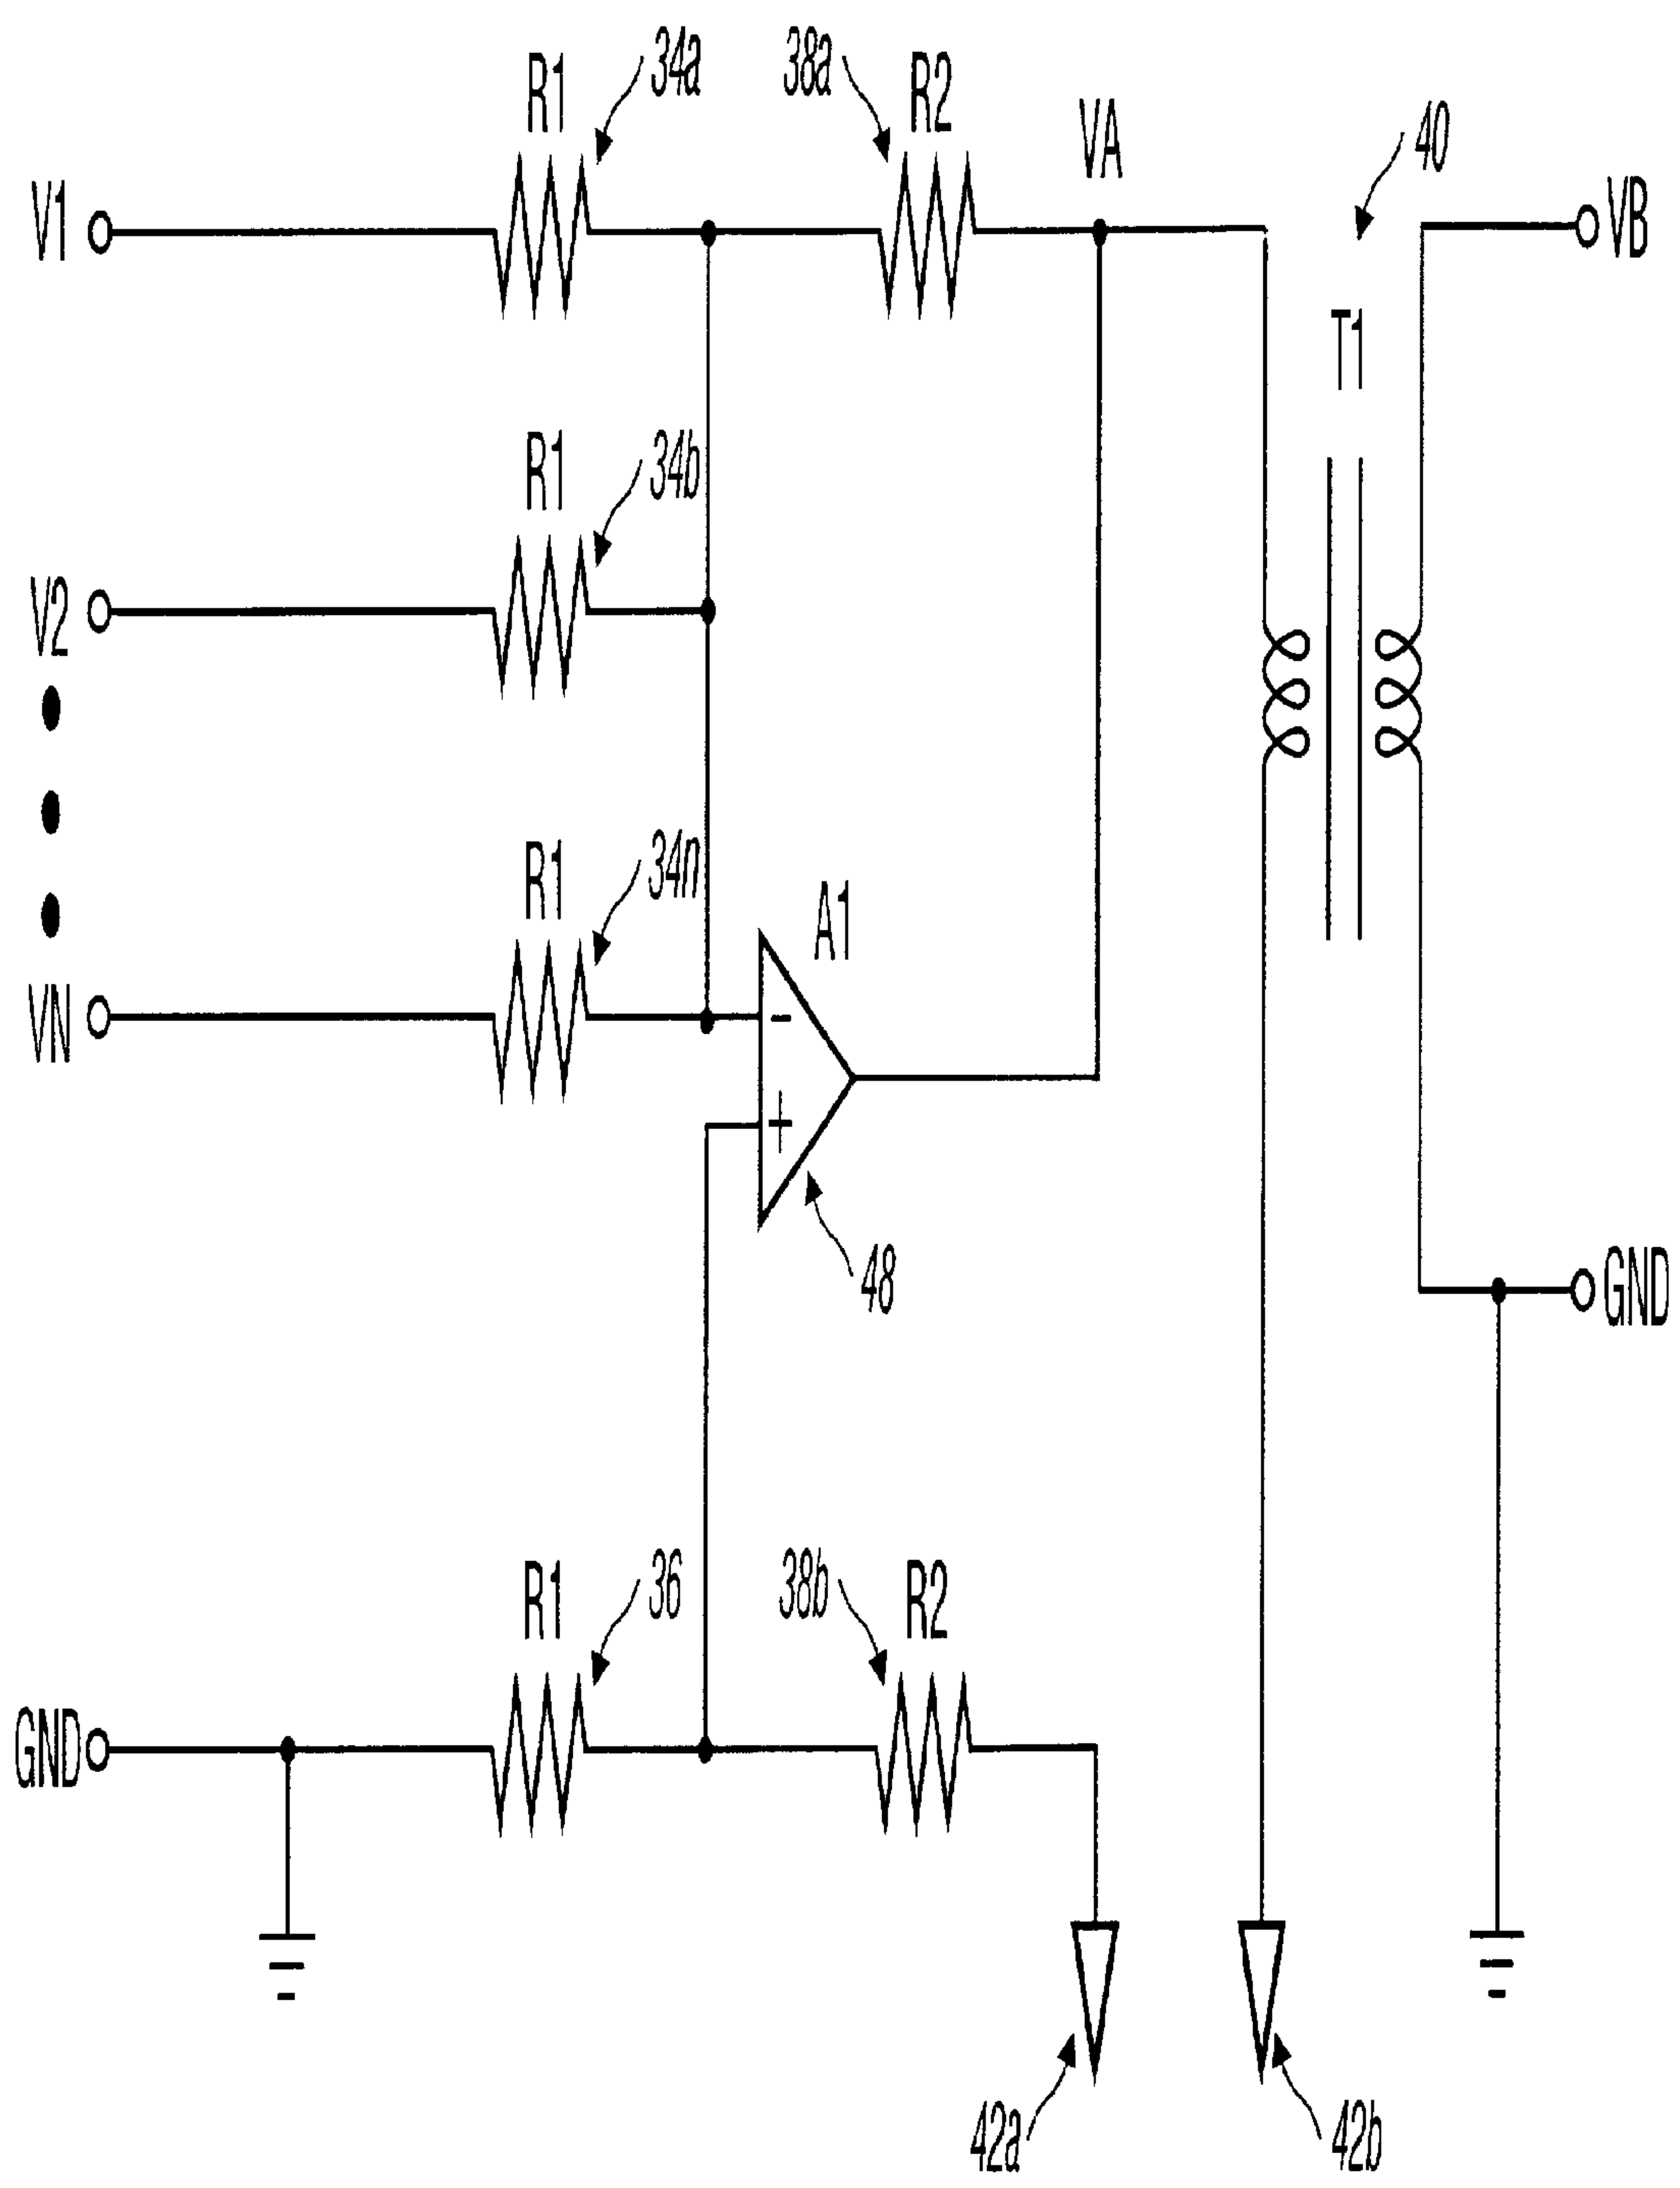 R1 34a 38a R2 VA 40
V1 VB
T1
R1 34b
V2
R1 34n A1
VN -
+
48 GND
R1 36 38b R2
GND
42a 42b